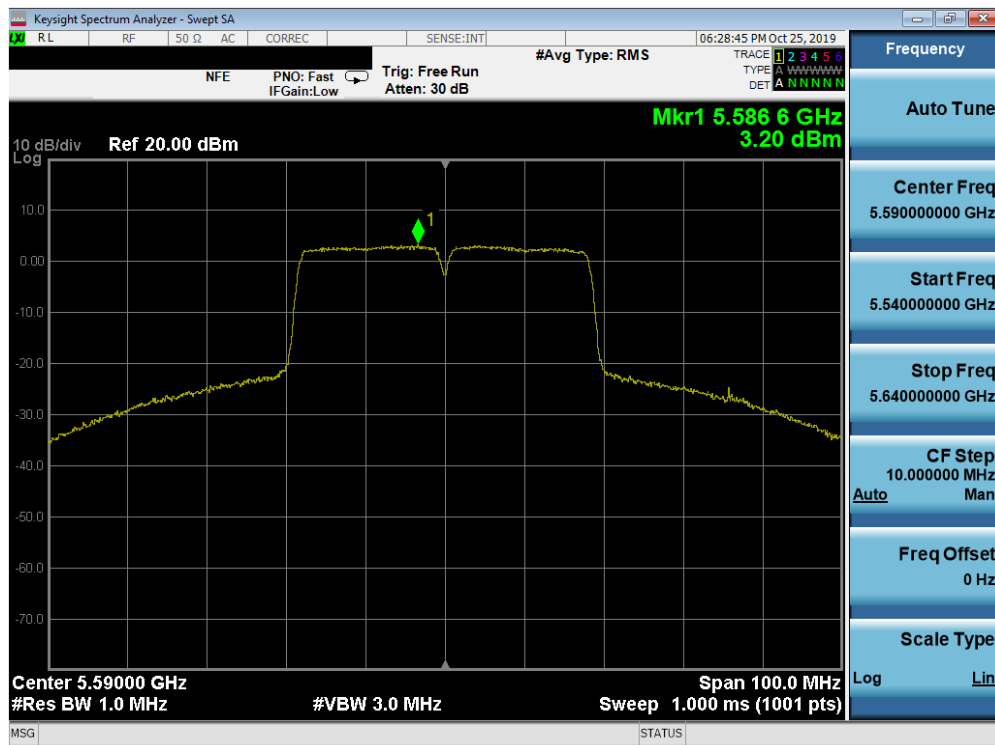 Keysight Spectrum Analyzer - Swept SA
LXI RL RF 50 Ω AC CORREC SENSE:INT 06:28:45 PM Oct 25, 2019
NFE PNO: Fast IFGain:Low
Trig: Free Run
Atten: 30 dB
#Avg Type: RMS
TRACE 1 2 3 4 5 6
TYPE A WWWWW
DET A N N N N N
Mkr1 5.586 6 GHz
3.20 dBm
10 dB/div Ref 20.00 dBm
Log
1
10.0
0.00
-10.0
-20.0
-30.0
-40.0
-50.0
-60.0
-70.0
Center 5.59000 GHz Span 100.0 MHz
#Res BW 1.0 MHz #VBW 3.0 MHz Sweep 1.000 ms (1001 pts)
MSG STATUS
Frequency
Auto Tune
Center Freq
5.590000000 GHz
Start Freq
5.540000000 GHz
Stop Freq
5.640000000 GHz
CF Step
10.000000 MHz
Auto Man
Freq Offset
0 Hz
Scale Type
Log Lin